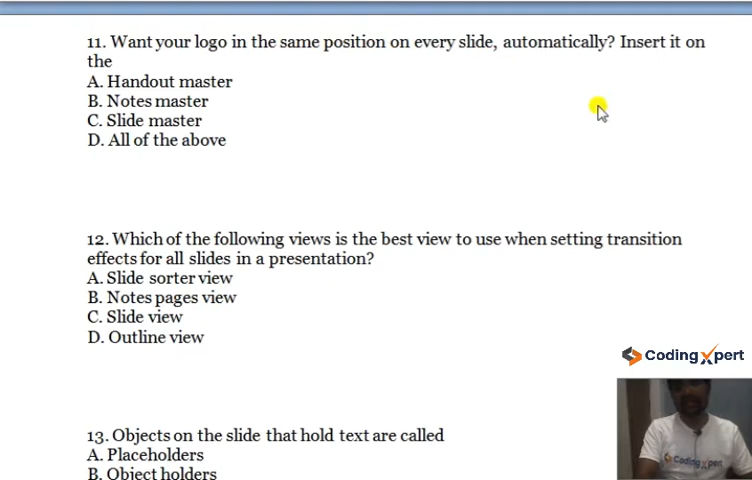 11. Want your logo in the same position on every slide, automatically? Insert it on
the
A. Handout master
B. Notes master
C. Slide master
D. All of the above
12. Which of the following views is the best view to use when setting transition
effects for all slides in a presentation?
A. Slide sorter view
B. Notes pages view
C. Slide view
D. Outline view
CodingXpert
13. Objects on the slide that hold text are called
A. Placeholders
B. Object holders
CodingXpert